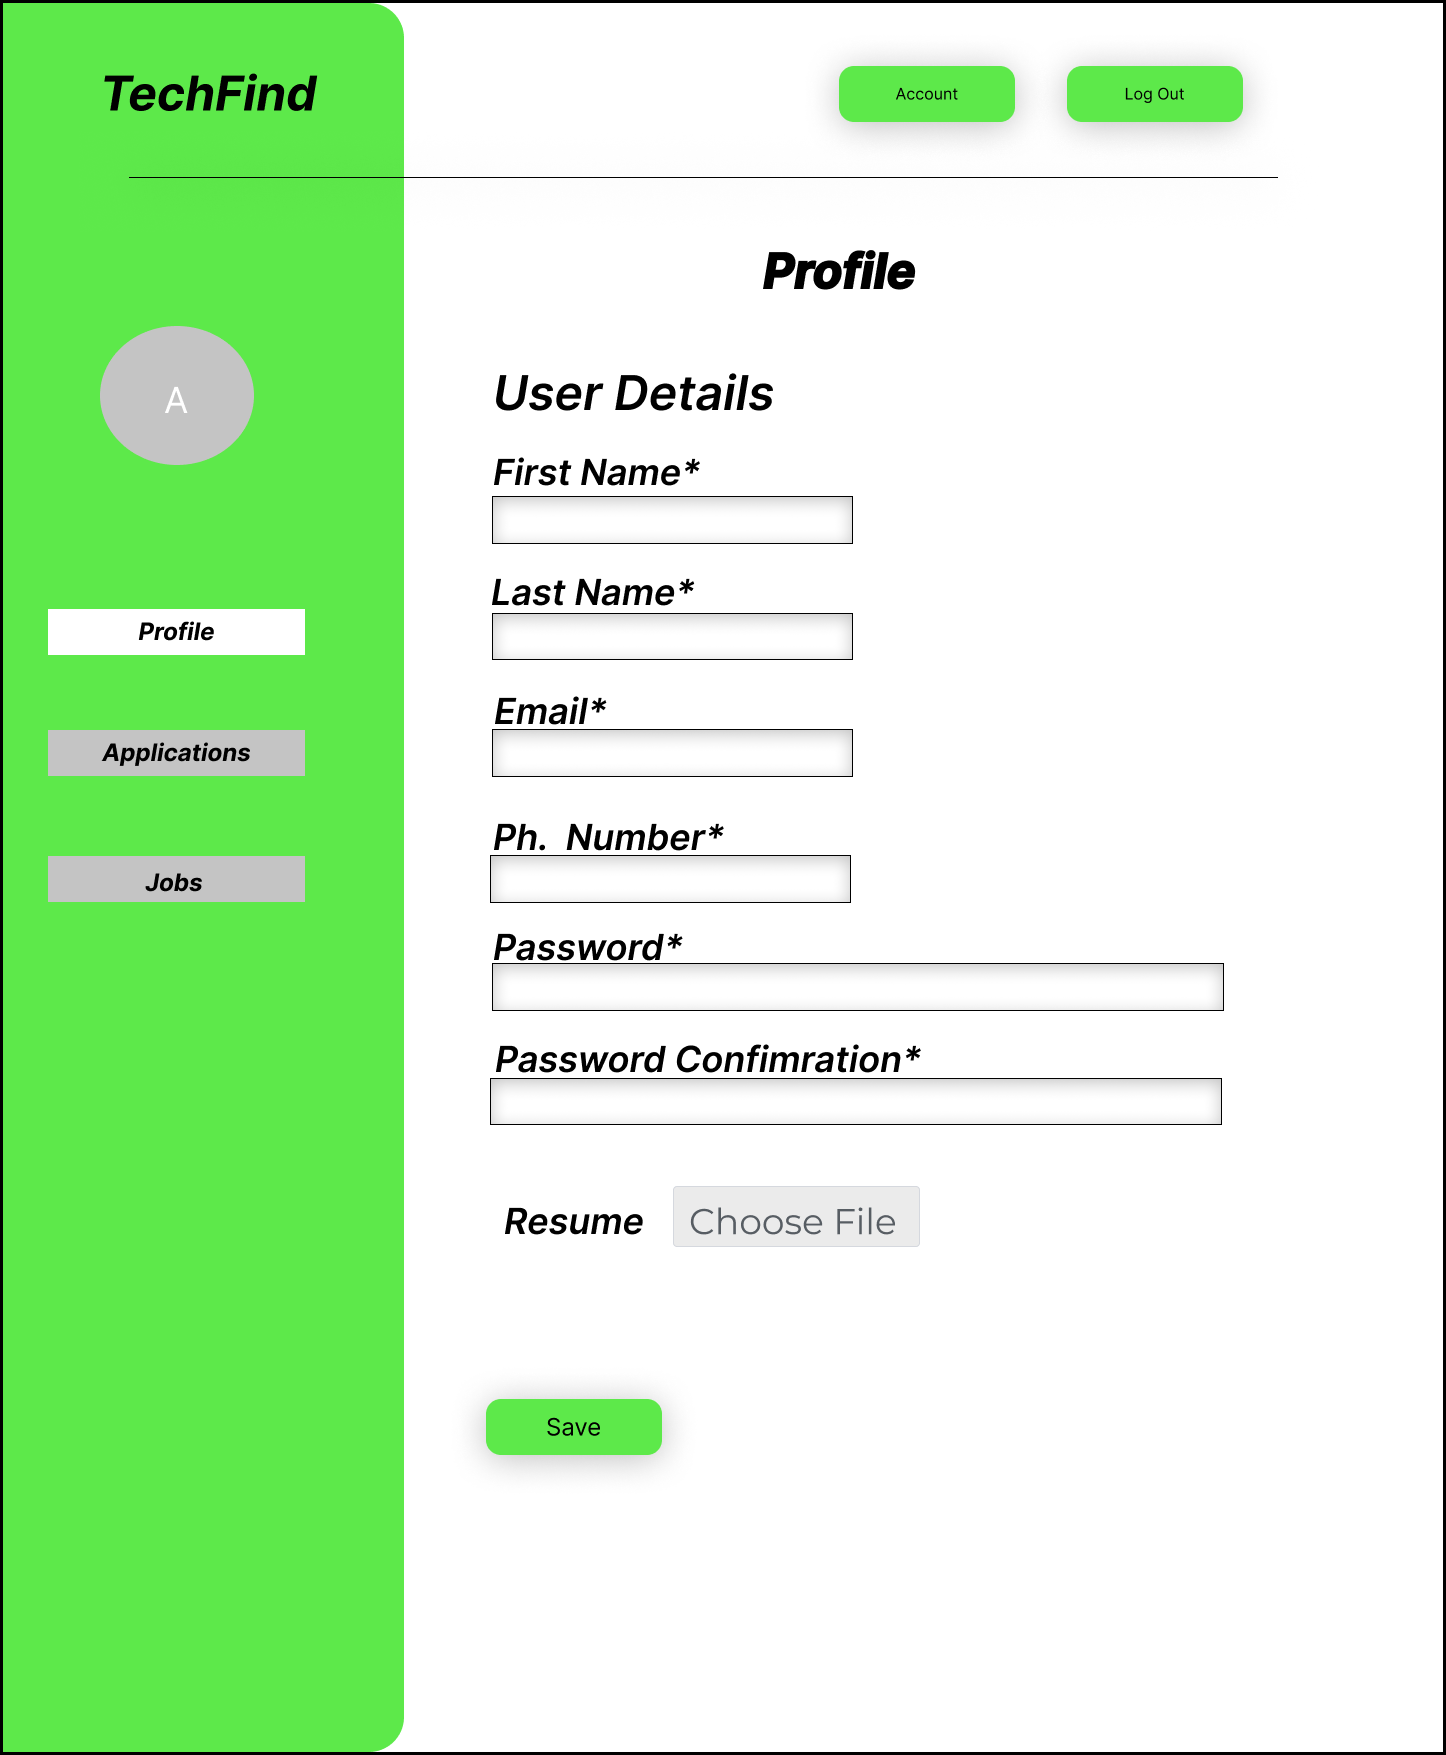 TechFind
Account
Log Out
Profile
A
Profile
Applications
Jobs
User Details
First Name*
Last Name*
Email*
Ph.  Number*
Password*
Password Confimration*
Resume
Choose File
Save